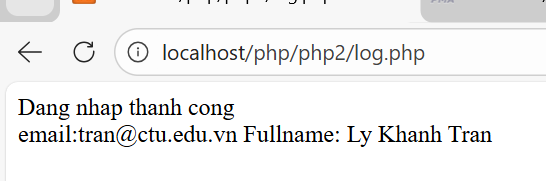 localhost/php/php2/log.php
Dang nhap thanh cong
email:tran@ctu.edu.vn Fullname: Ly Khanh Tran